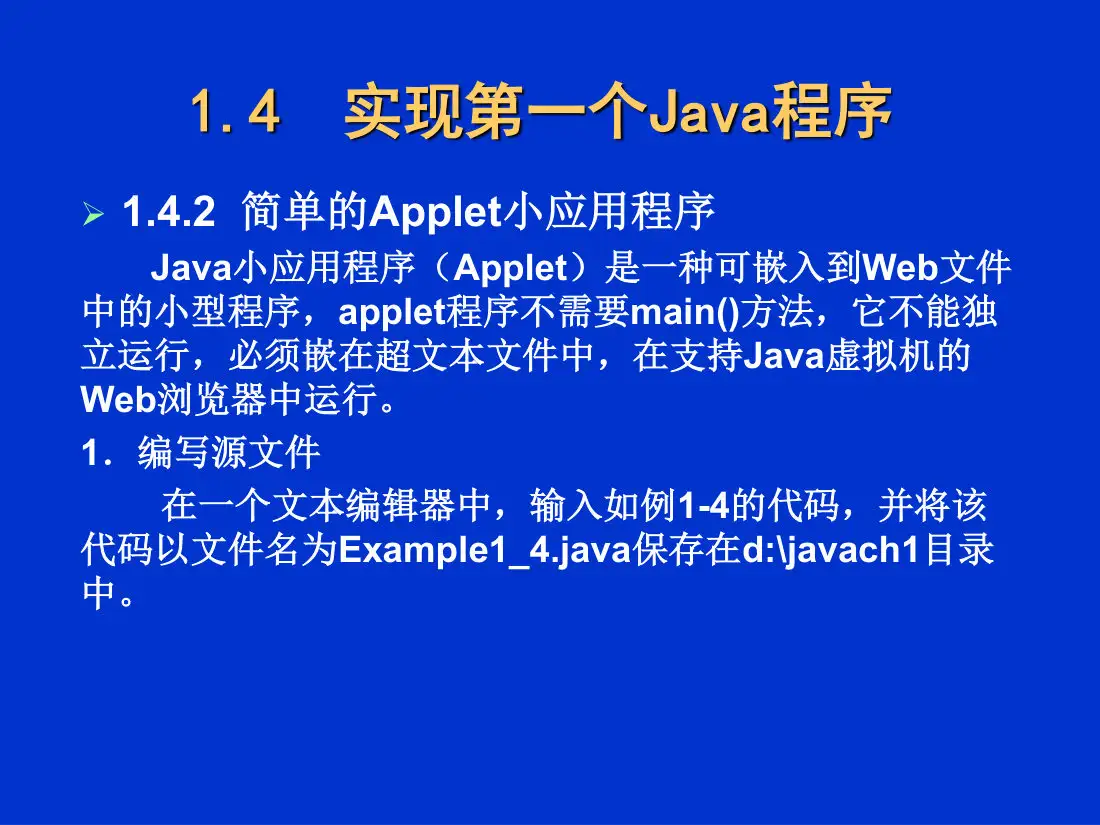 1.4 实现第一个Java程序
1.4.2 简单的Applet小应用程序
Java小应用程序（Applet）是一种可嵌入到Web文件
中的小型程序，applet程序不需要main()方法，它不能独
立运行，必须嵌在超文本文件中，在支持Java虚拟机的
Web浏览器中运行。
1．编写源文件
在一个文本编辑器中，输入如例1-4的代码，并将该
代码以文件名为Example1_4.java保存在d:\javach1目录
中。